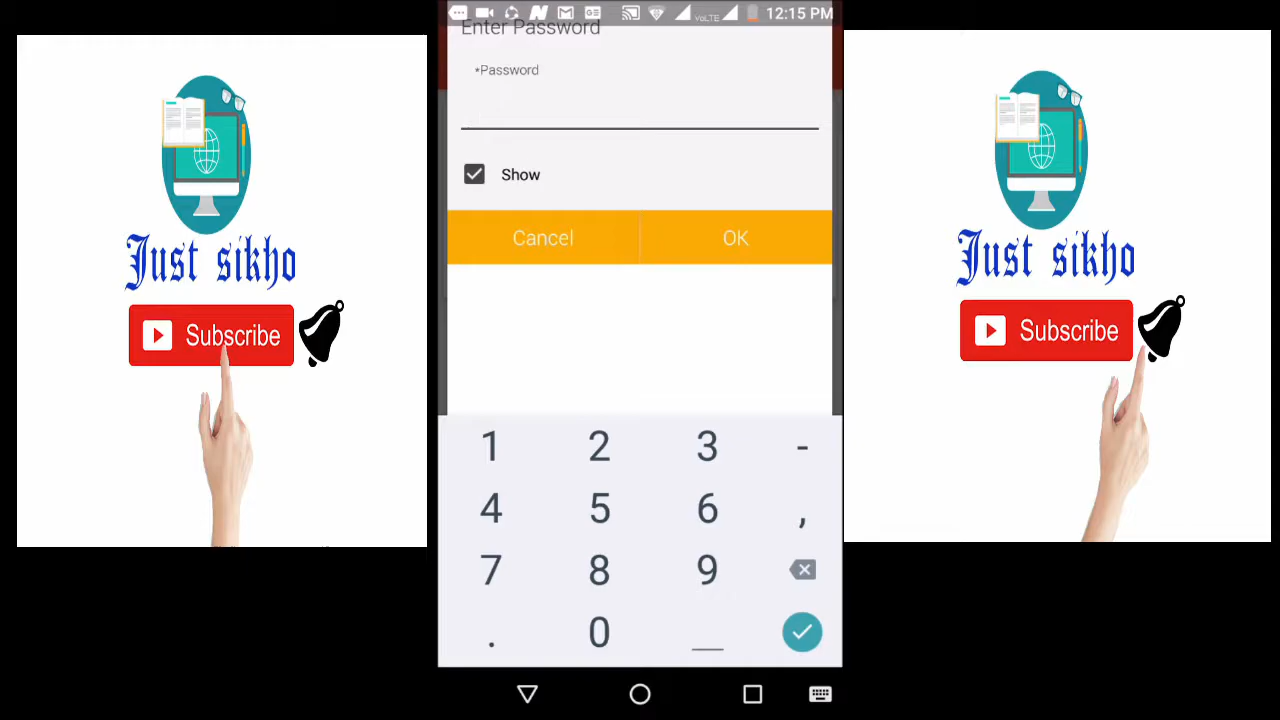 12:15 PM
VoLTE
Enter Password
*Password
Show
Cancel OK
1 2 3 -
4 5 6 ,
7 8 9
. 0 _
Just sikho
Subscribe
Just sikho
Subscribe